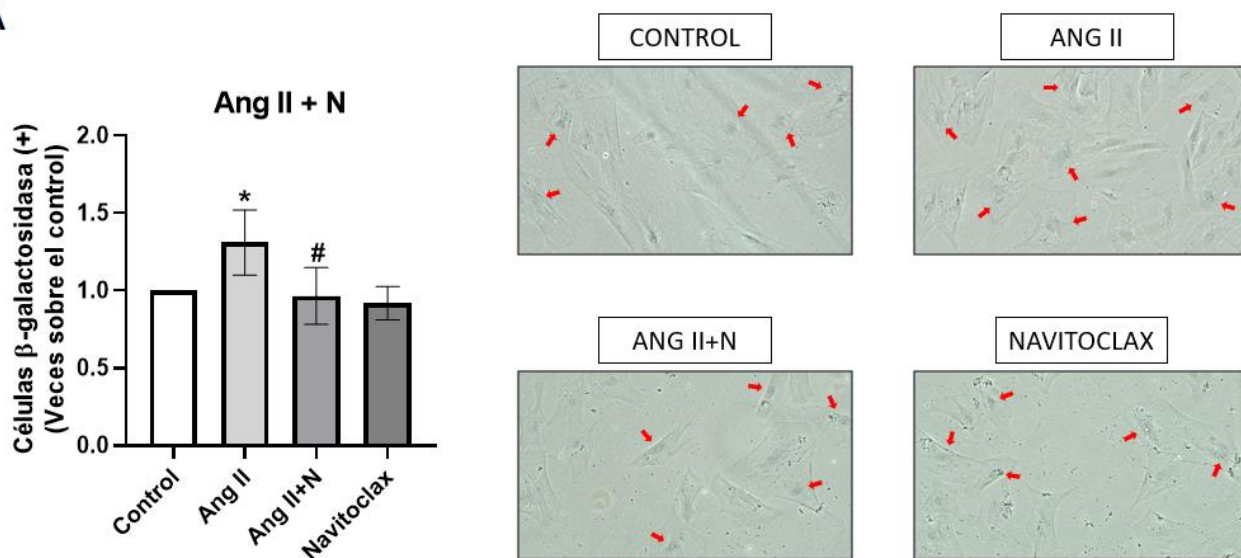 A
Ang II + N
Células β-galactosidasa (+)
(Veces sobre el control)
2.0
1.5
1.0
0.5
0.0
*
#
Control
Ang II
Ang II+N
Navitoclax
CONTROL
ANG II
ANG II+N
NAVITOCLAX